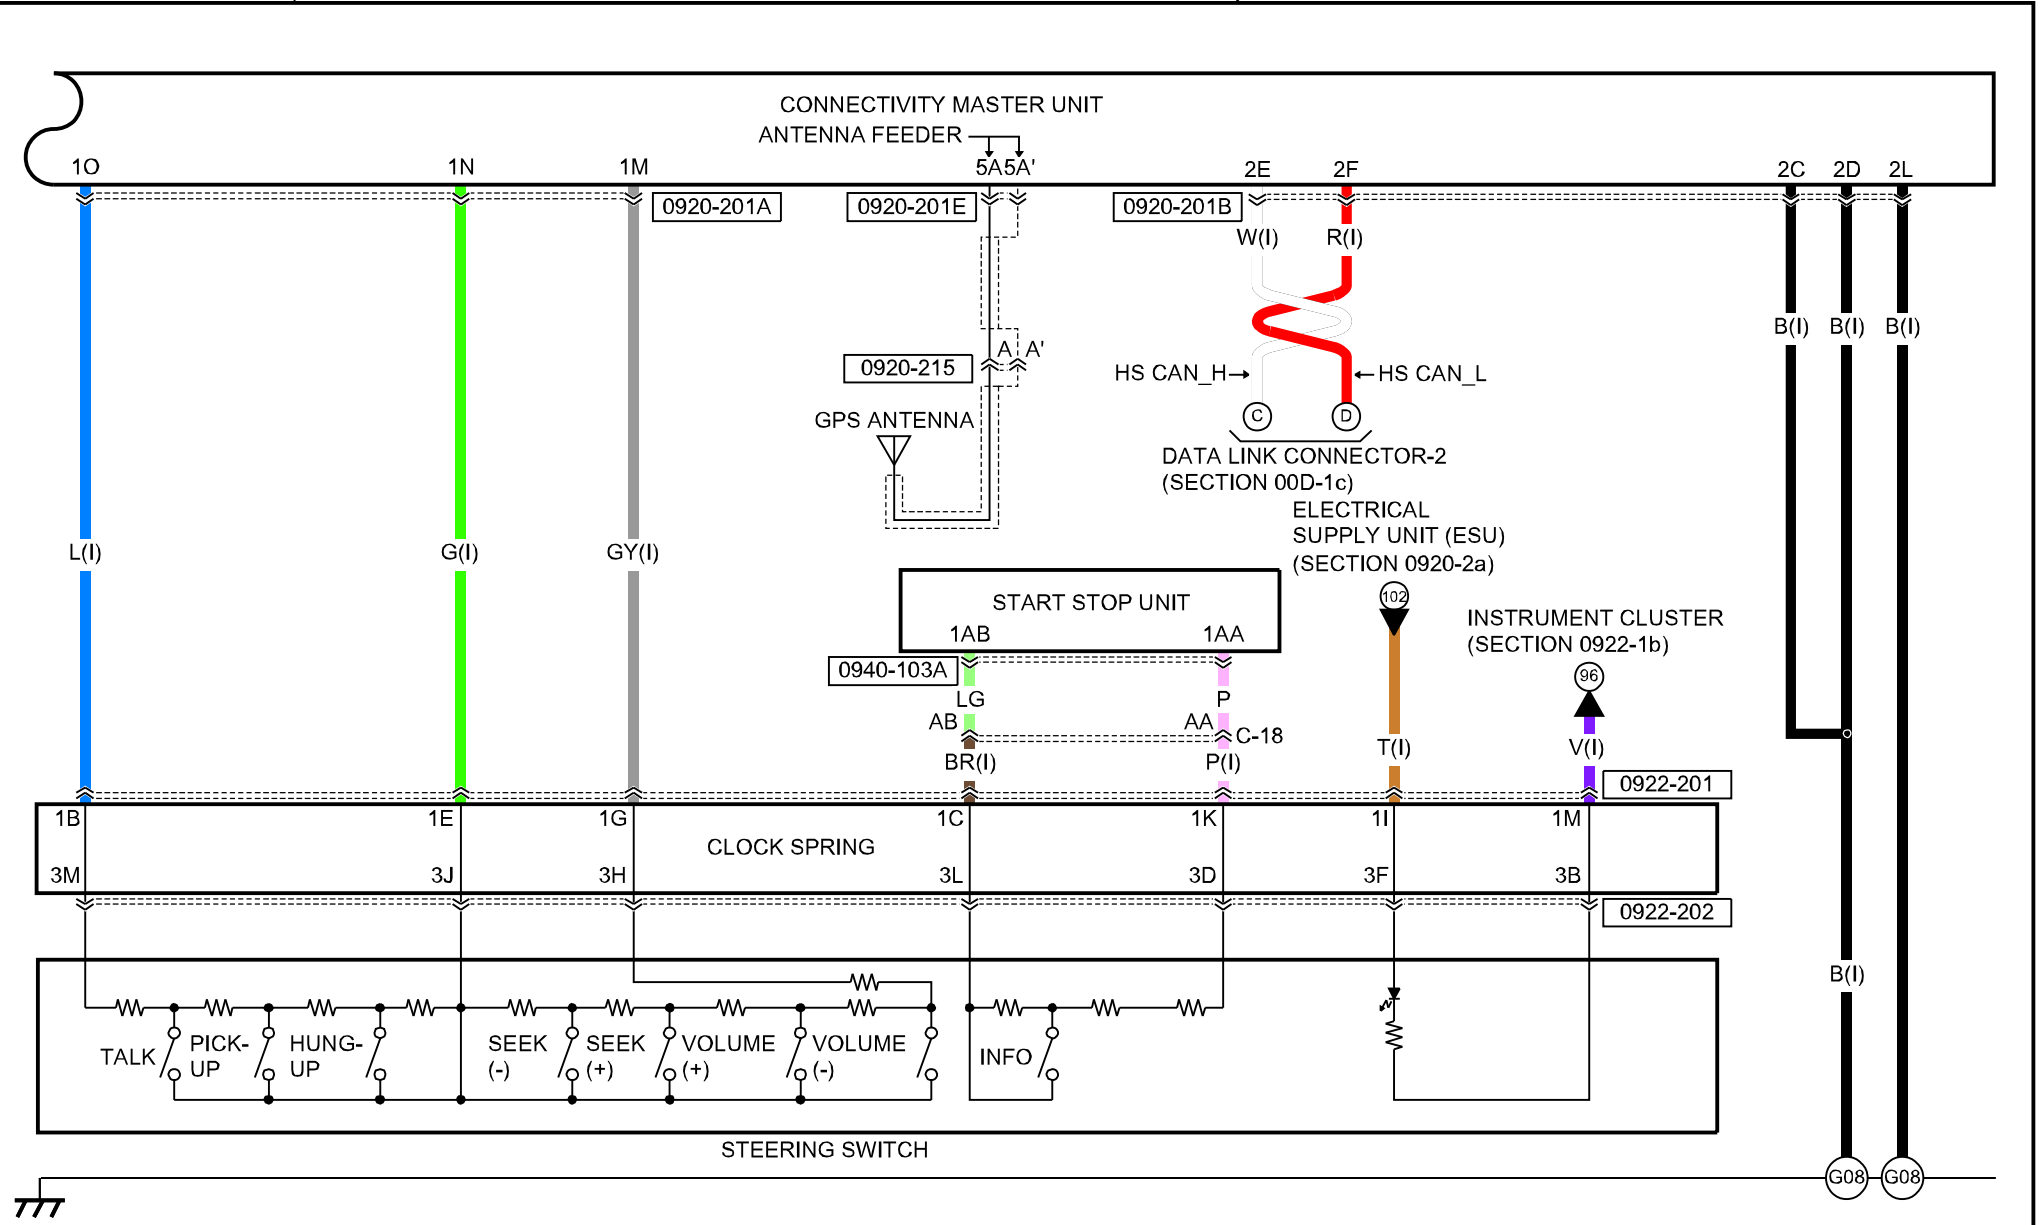 CONNECTIVITY MASTER UNIT
ANTENNA FEEDER
1O 1N 1M 5A 5A' 2E 2F 2C 2D 2L
0920-201A 0920-201E 0920-201B
W(I) R(I)
B(I) B(I) B(I)
A A'
0920-215
HS CAN_H HS CAN_L
GPS ANTENNA
C D
DATA LINK CONNECTOR-2
(SECTION 00D-1c)
ELECTRICAL
SUPPLY UNIT (ESU)
(SECTION 0920-2a)
L(I) G(I) GY(I)
102
START STOP UNIT
1AB 1AA
INSTRUMENT CLUSTER
(SECTION 0922-1b)
0940-103A
96
LG P
AB AA C-18
BR(I) P(I) T(I) V(I)
0922-201
1B 1E 1G 1C 1K 1I 1M
CLOCK SPRING
3M 3J 3H 3L 3D 3F 3B
0922-202
B(I)
TALK
PICK-
UP
HUNG-
UP
SEEK
(-)
SEEK
(+)
VOLUME
(+)
VOLUME
(-)
INFO
STEERING SWITCH
G08 G08